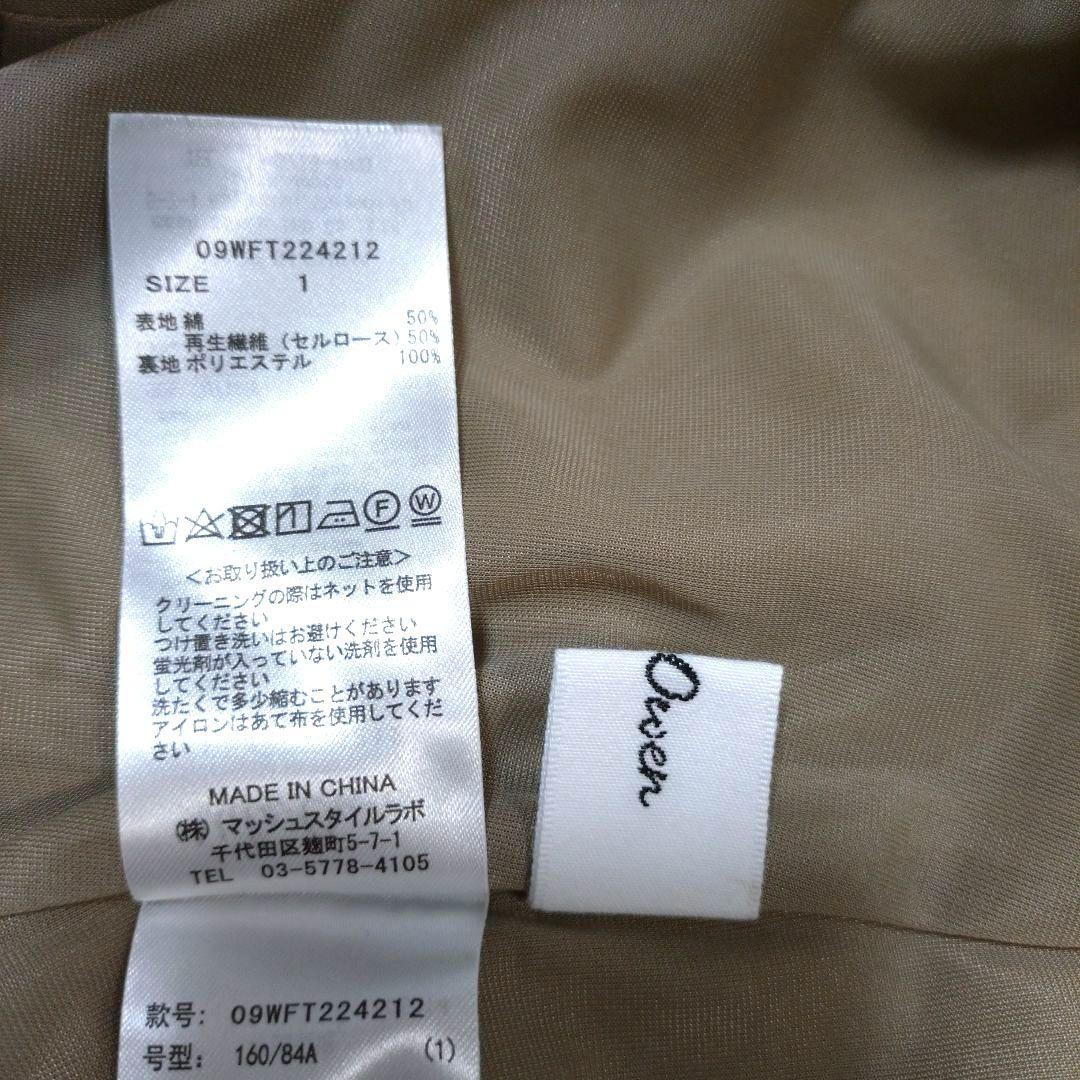 09WFT224212
SIZE 1
表地 綿 50%
再生繊維(セルロース) 50%
裏地 ポリエステル 100%
F W
<お取り扱い上のご注意>
クリーニングの際はネットを使用
してください
つけ置き洗いはお避けください
蛍光剤が入っていない洗剤を使用
してください
洗たくで多少縮むことがあります
アイロンはあて布を使用してくだ
さい
MADE IN CHINA
㈱ マッシュスタイルラボ
千代田区麹町5-7-1
TEL 03-5778-4105
款号: 09WFT224212
号型: 160/84A (1)
Owen